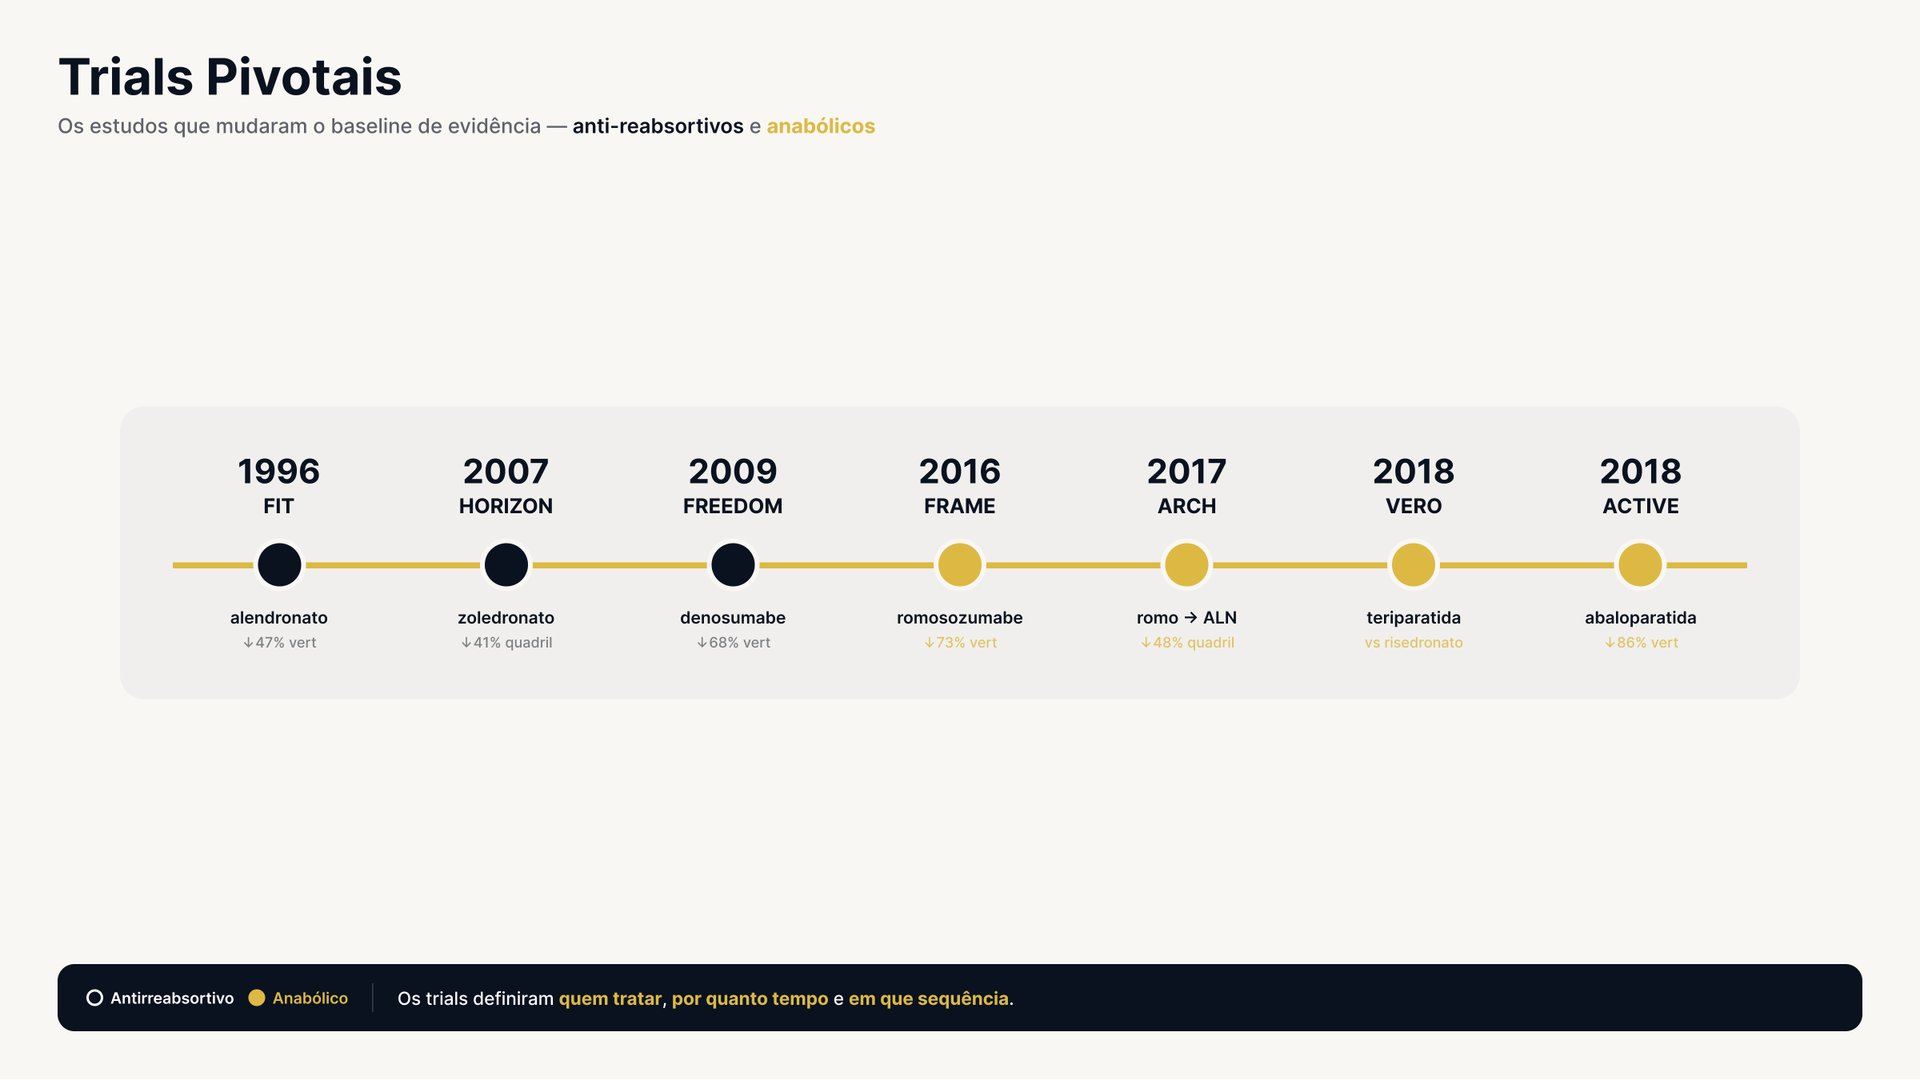 Trials Pivotais
Os estudos que mudaram o baseline de evidência — anti-reabsortivos e anabólicos
1996
FIT
alendronato
↓47% vert
2007
HORIZON
zoledronato
↓41% quadril
2009
FREEDOM
denosumabe
↓68% vert
2016
FRAME
romosozumabe
↓73% vert
2017
ARCH
romo → ALN
↓48% quadril
2018
VERO
teriparatida
vs risedronato
2018
ACTIVE
abaloparatida
↓86% vert
Antirreabsortivo
Anabólico
Os trials definiram quem tratar, por quanto tempo e em que sequência.